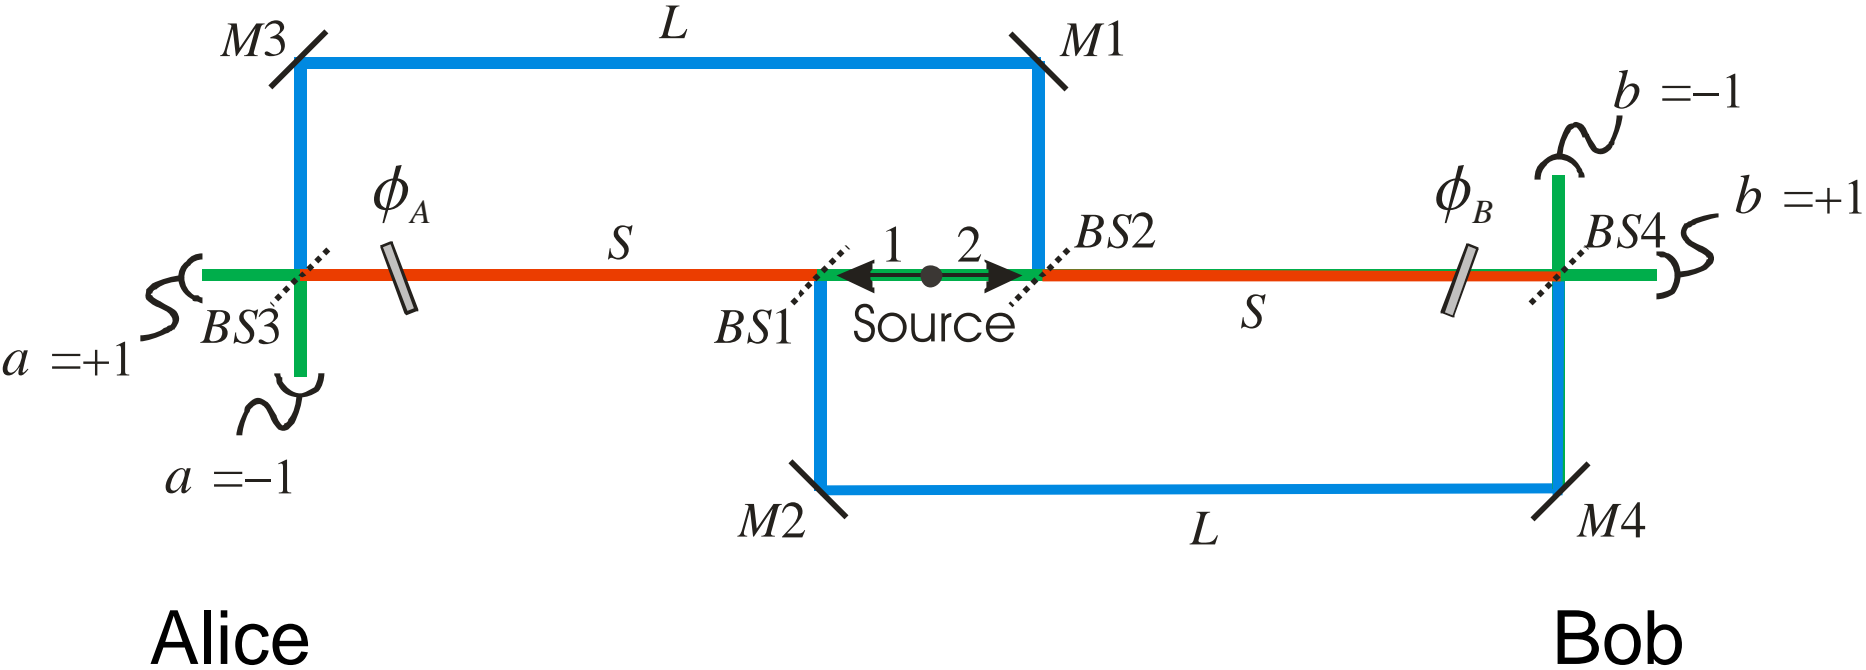 L
M3
M1
b =−1
ϕA
ϕB
b =+1
S
1
2
BS2
BS4
BS3
BS1
Source
S
a =+1
a =−1
M2
L
M4
Alice
Bob